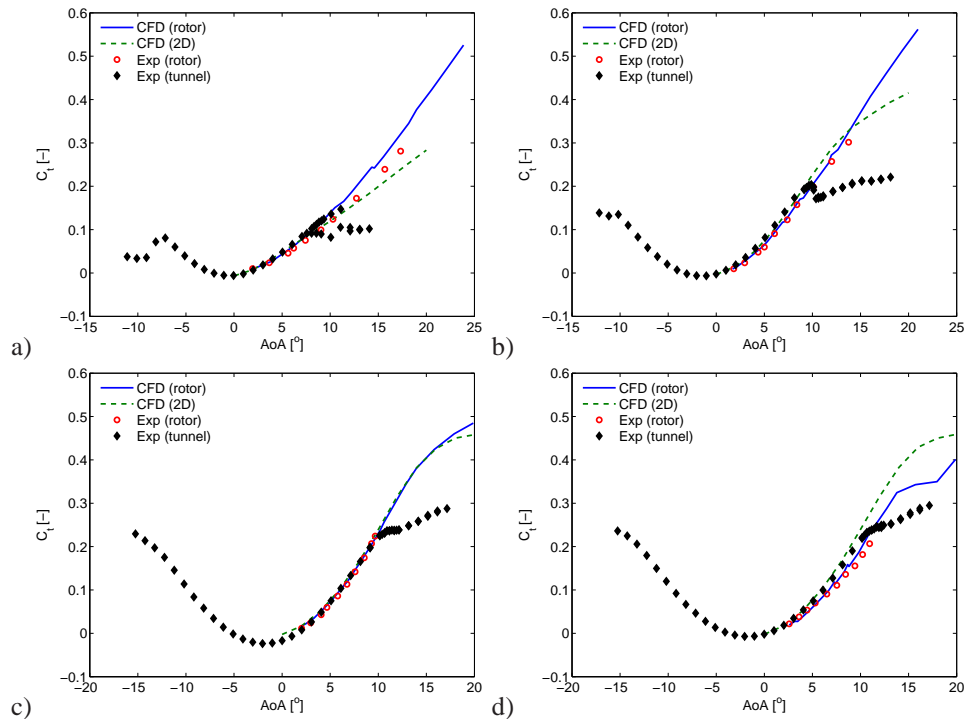 0.6
0.5
0.4
0.3
0.2
0.1
0
−0.1
C_t [−]
CFD (rotor)
CFD (2D)
Exp (rotor)
Exp (tunnel)
−15 −10 −5 0 5 10 15 20 25
AoA [°]
a)
0.6
0.5
0.4
0.3
0.2
0.1
0
−0.1
C_t [−]
CFD (rotor)
CFD (2D)
Exp (rotor)
Exp (tunnel)
−15 −10 −5 0 5 10 15 20 25
AoA [°]
b)
0.6
0.5
0.4
0.3
0.2
0.1
0
−0.1
C_t [−]
CFD (rotor)
CFD (2D)
Exp (rotor)
Exp (tunnel)
−20 −15 −10 −5 0 5 10 15 20
AoA [°]
c)
0.6
0.5
0.4
0.3
0.2
0.1
0
−0.1
C_t [−]
CFD (rotor)
CFD (2D)
Exp (rotor)
Exp (tunnel)
−20 −15 −10 −5 0 5 10 15 20
AoA [°]
d)